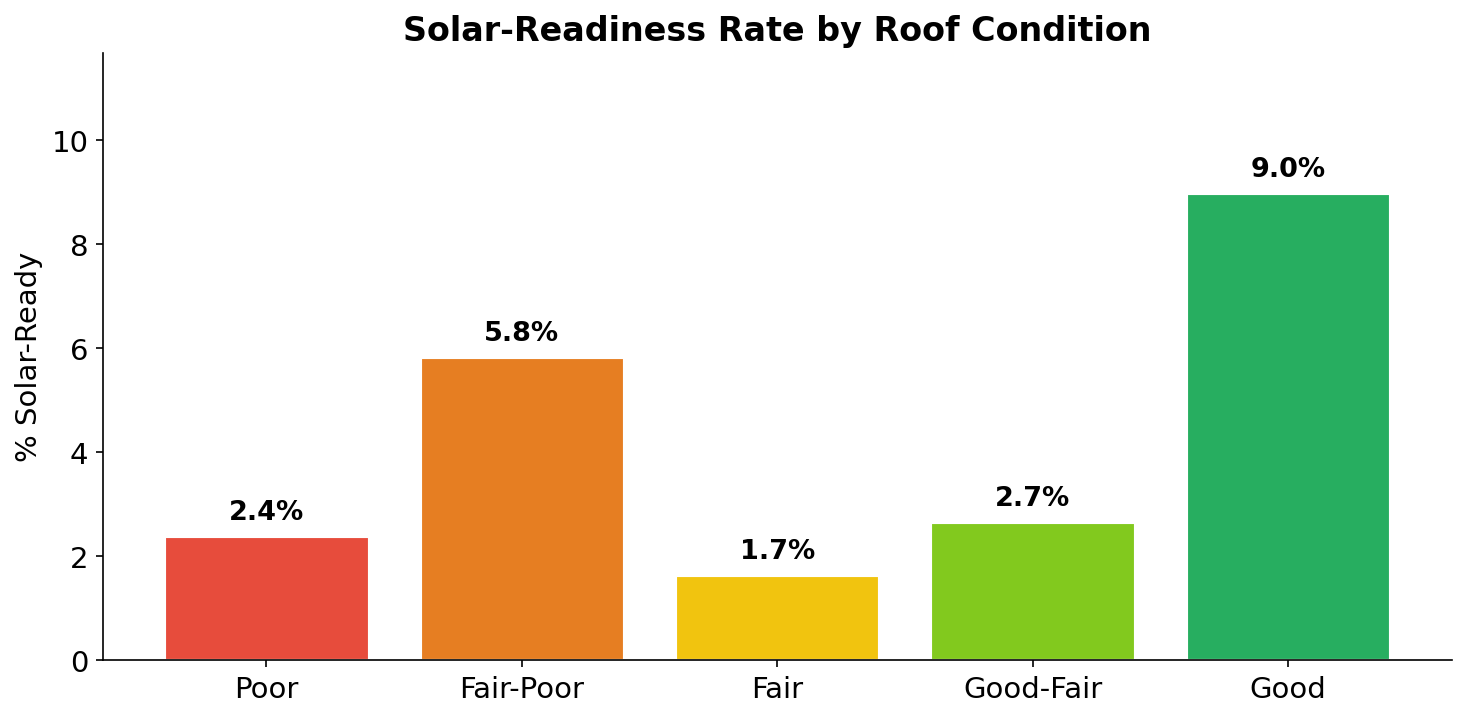 Solar-Readiness Rate by Roof Condition
% Solar-Ready
10
8
6
4
2
0
2.4%
5.8%
1.7%
2.7%
9.0%
Poor
Fair-Poor
Fair
Good-Fair
Good